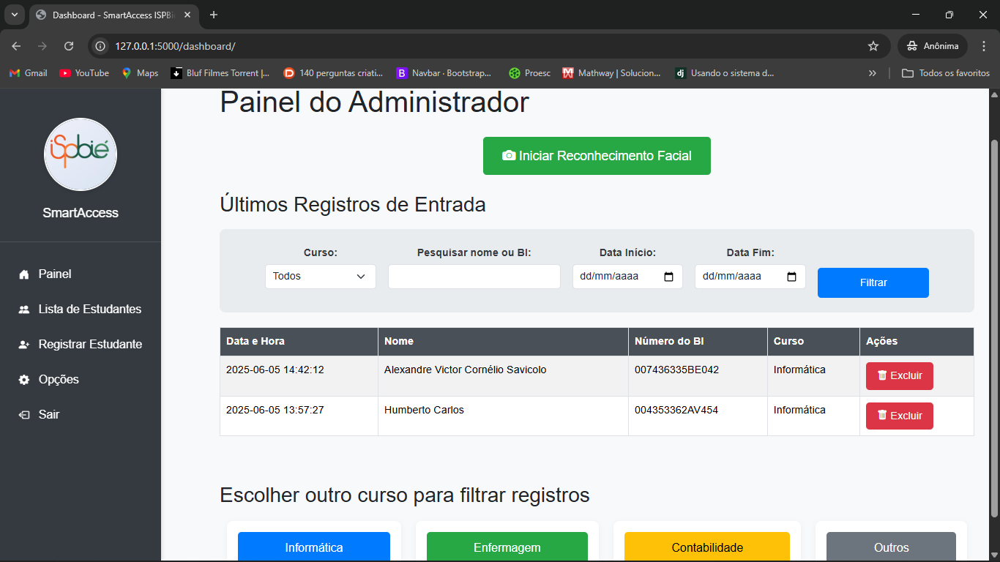 Dashboard - SmartAccess ISPBi
127.0.0.1:5000/dashboard/
Anônima
Gmail
YouTube
Maps
Bluf Filmes Torrent |...
140 perguntas criati...
Navbar · Bootstrap...
Proesc
Mathway | Solucion...
Usando o sistema d...
Todos os favoritos
iSpbié
SmartAccess
Painel
Lista de Estudantes
Registrar Estudante
Opções
Sair
Painel do Administrador
Iniciar Reconhecimento Facial
Últimos Registros de Entrada
Curso: Pesquisar nome ou BI: Data Início: Data Fim:
Todos dd/mm/aaaa dd/mm/aaaa Filtrar
Data e Hora Nome Número do BI Curso Ações
2025-06-05 14:42:12 Alexandre Victor Cornélio Savicolo 007436335BE042 Informática Excluir
2025-06-05 13:57:27 Humberto Carlos 004353362AV454 Informática Excluir
Escolher outro curso para filtrar registros
Informática Enfermagem Contabilidade Outros